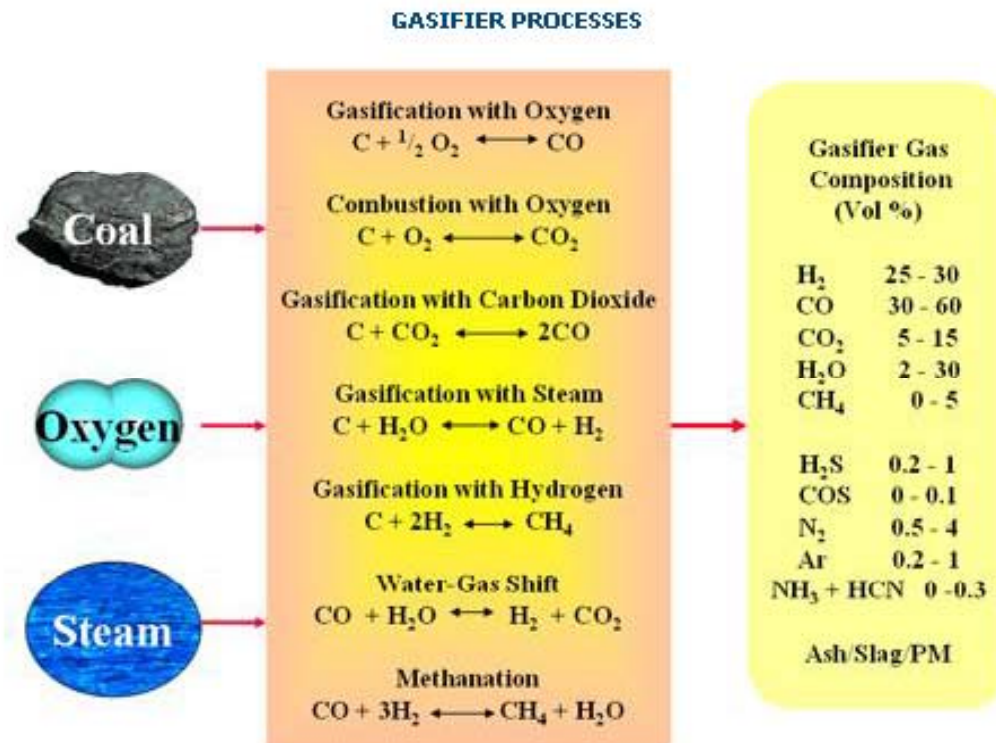 GASIFIER PROCESSES
Coal
Oxygen
Steam
Gasification with Oxygen
C + 1/2 O2 ⟷ CO
Combustion with Oxygen
C + O2 ⟷ CO2
Gasification with Carbon Dioxide
C + CO2 ⟷ 2CO
Gasification with Steam
C + H2O ⟷ CO + H2
Gasification with Hydrogen
C + 2H2 ⟷ CH4
Water-Gas Shift
CO + H2O ⟷ H2 + CO2
Methanation
CO + 3H2 ⟷ CH4 + H2O
Gasifier Gas
Composition
(Vol %)
H2 25 - 30
CO 30 - 60
CO2 5 - 15
H2O 2 - 30
CH4 0 - 5
H2S 0.2 - 1
COS 0 - 0.1
N2 0.5 - 4
Ar 0.2 - 1
NH3 + HCN 0 -0.3
Ash/Slag/PM